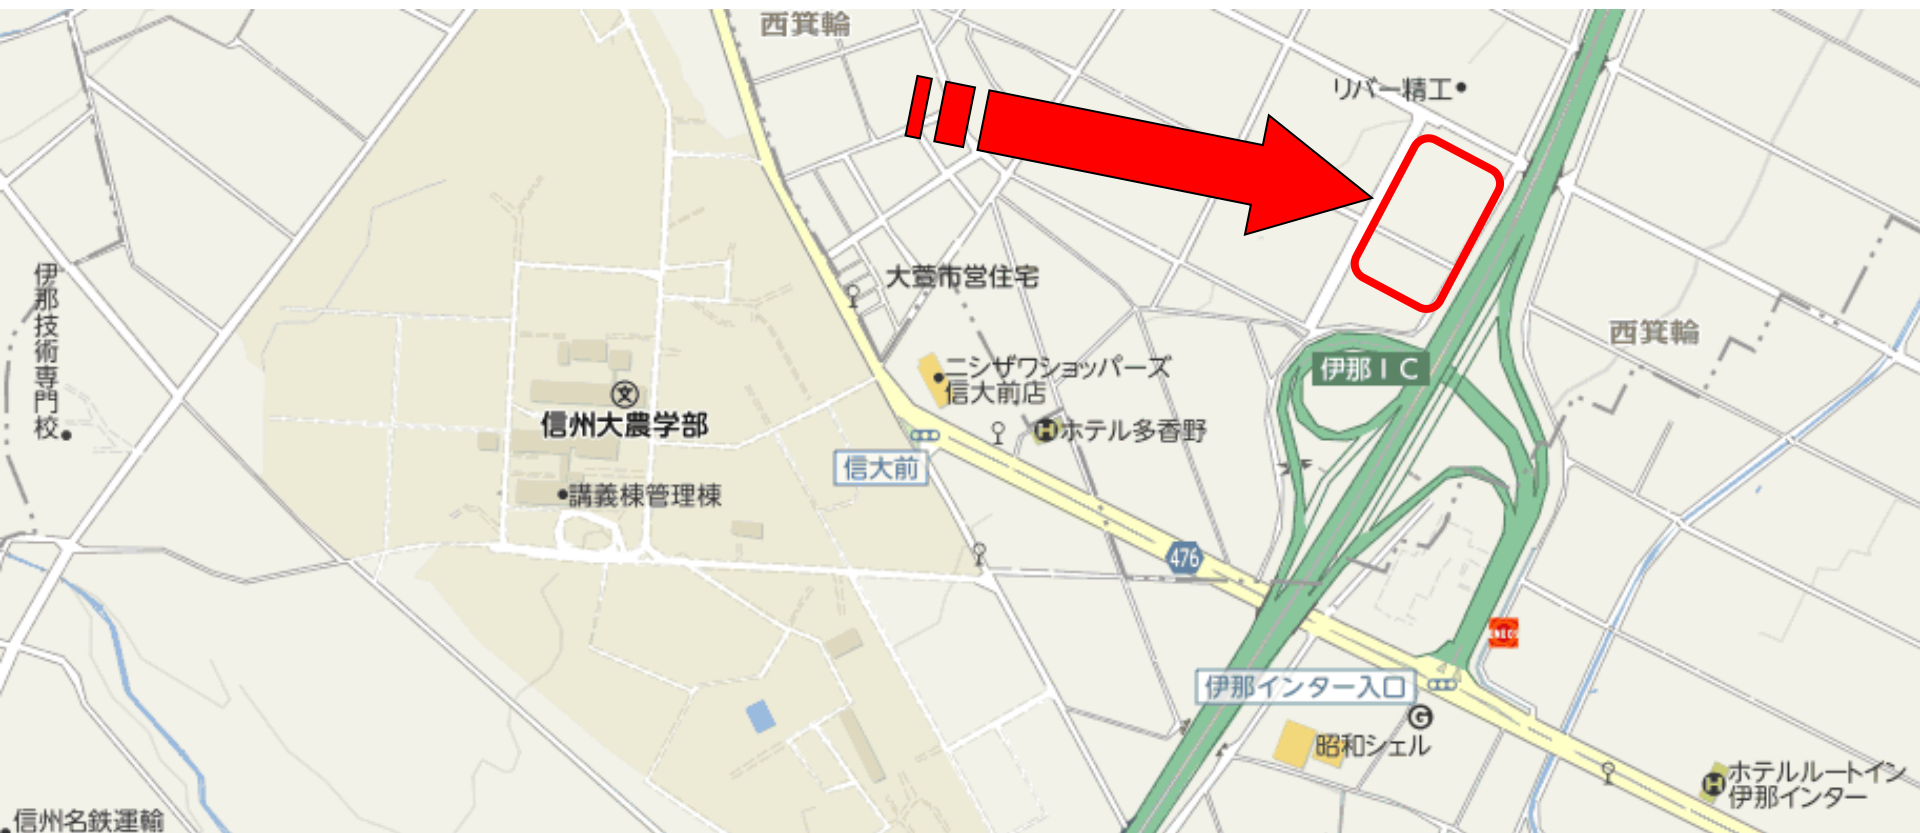 西箕輪
リバー精工
伊那技術専門校
大萱市営住宅
西箕輪
ニシザワショッパーズ
信大前店
伊那IC
信州大農学部
ホテル多香野
信大前
講義棟管理棟
476
ENEOS
伊那インター入口
G
昭和シェル
H
H
文
ホテルルートイン
伊那インター
信州名鉄運輸